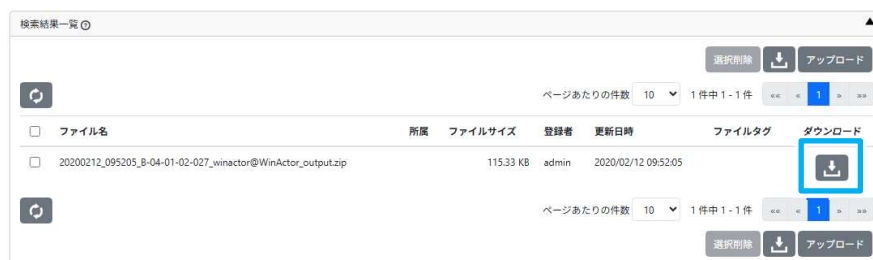 検索結果一覧
選択削除 アップロード
ページあたりの件数 10 1 件中 1 - 1 件 «« « 1 » »»
ファイル名 所属 ファイルサイズ 登録者 更新日時 ファイルタグ ダウンロード
20200212_095205_B-04-01-02-027_winactor@WinActor_output.zip 115.33 KB admin 2020/02/12 09:52:05
ページあたりの件数 10 1 件中 1 - 1 件 «« « 1 » »»
選択削除 アップロード